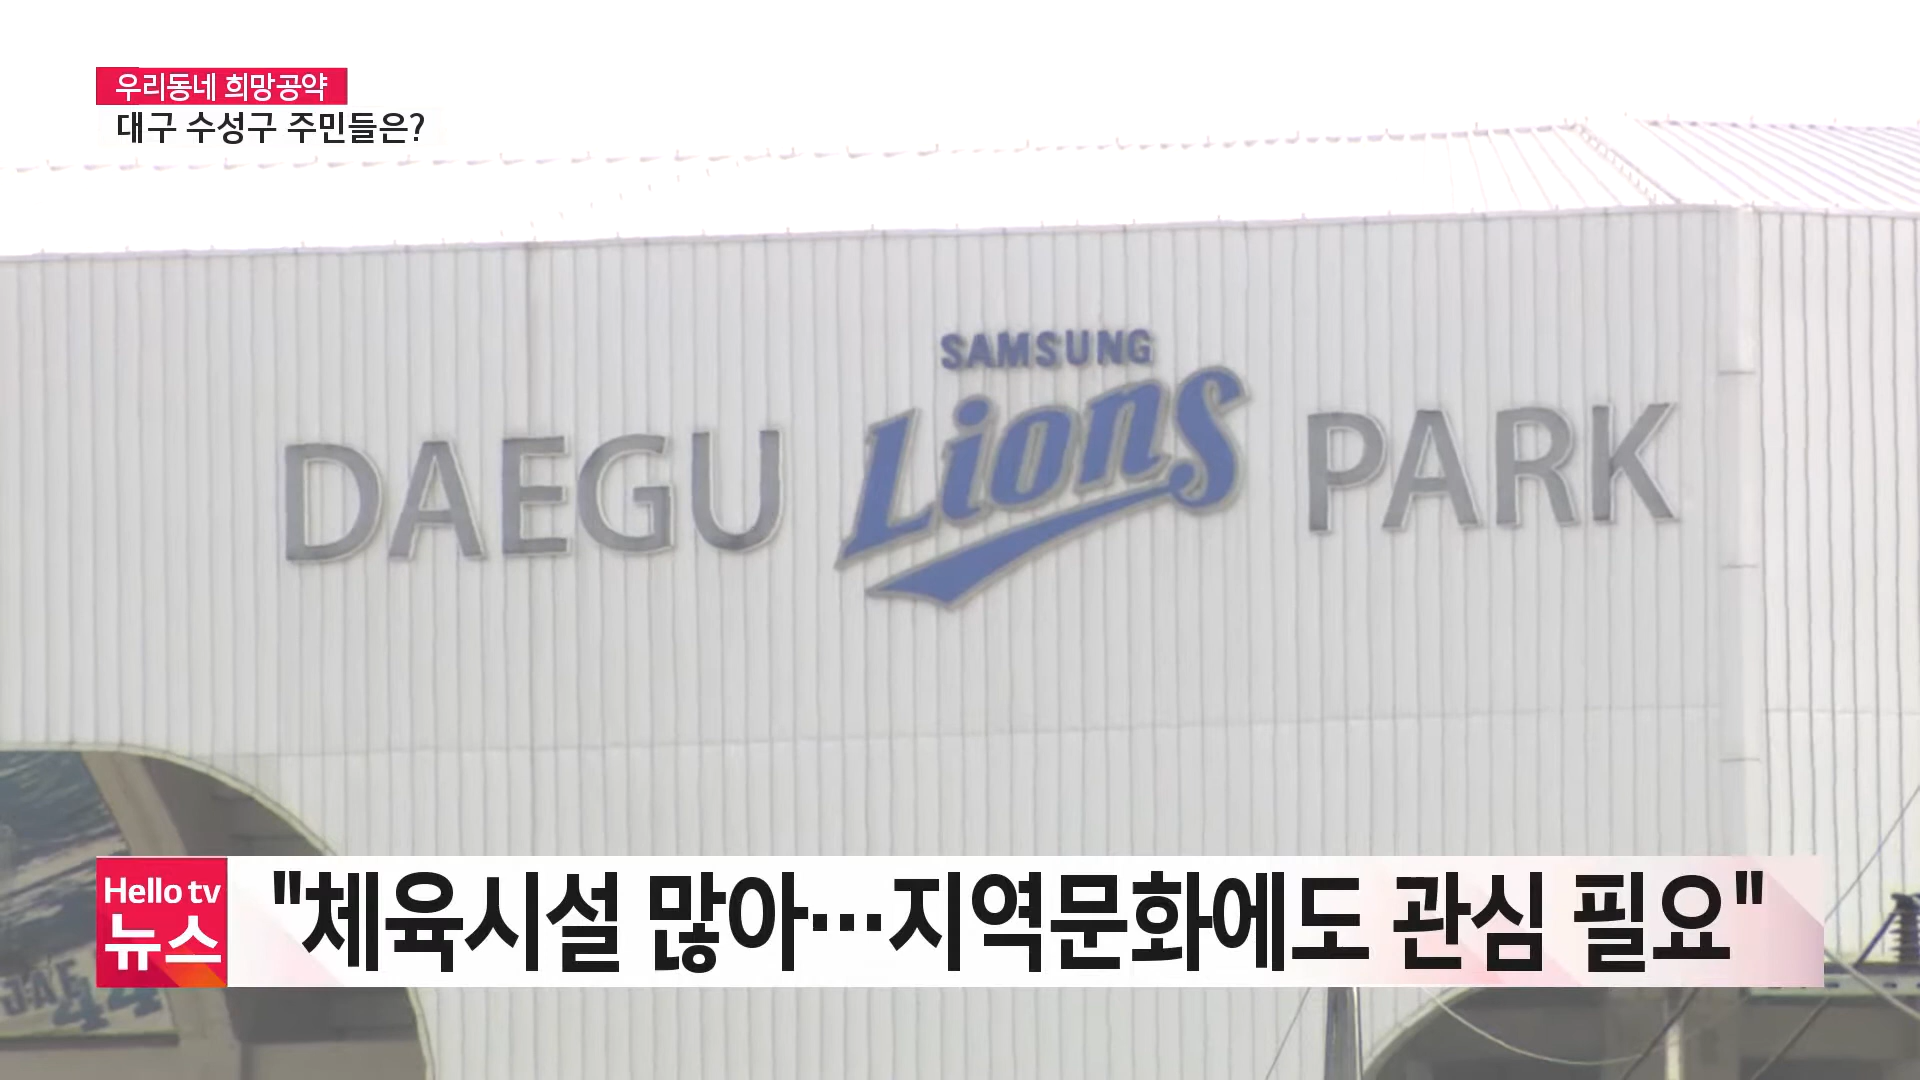 우리동네 희망공약
대구 수성구 주민들은?
SAMSUNG
DAEGU Lions PARK
Hello tv
뉴스
"체육시설 많아…지역문화에도 관심 필요"
JAE
44